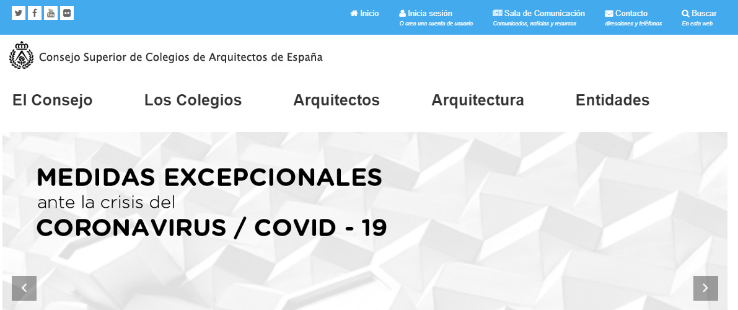 Inicio
Inicia sesión
O crea una cuenta de usuario
Sala de Comunicación
Comunicados, noticias y recursos
Contacto
direcciones y teléfonos
Buscar
En esta web
Consejo Superior de Colegios de Arquitectos de España
El Consejo
Los Colegios
Arquitectos
Arquitectura
Entidades
MEDIDAS EXCEPCIONALES
ante la crisis del
CORONAVIRUS / COVID - 19